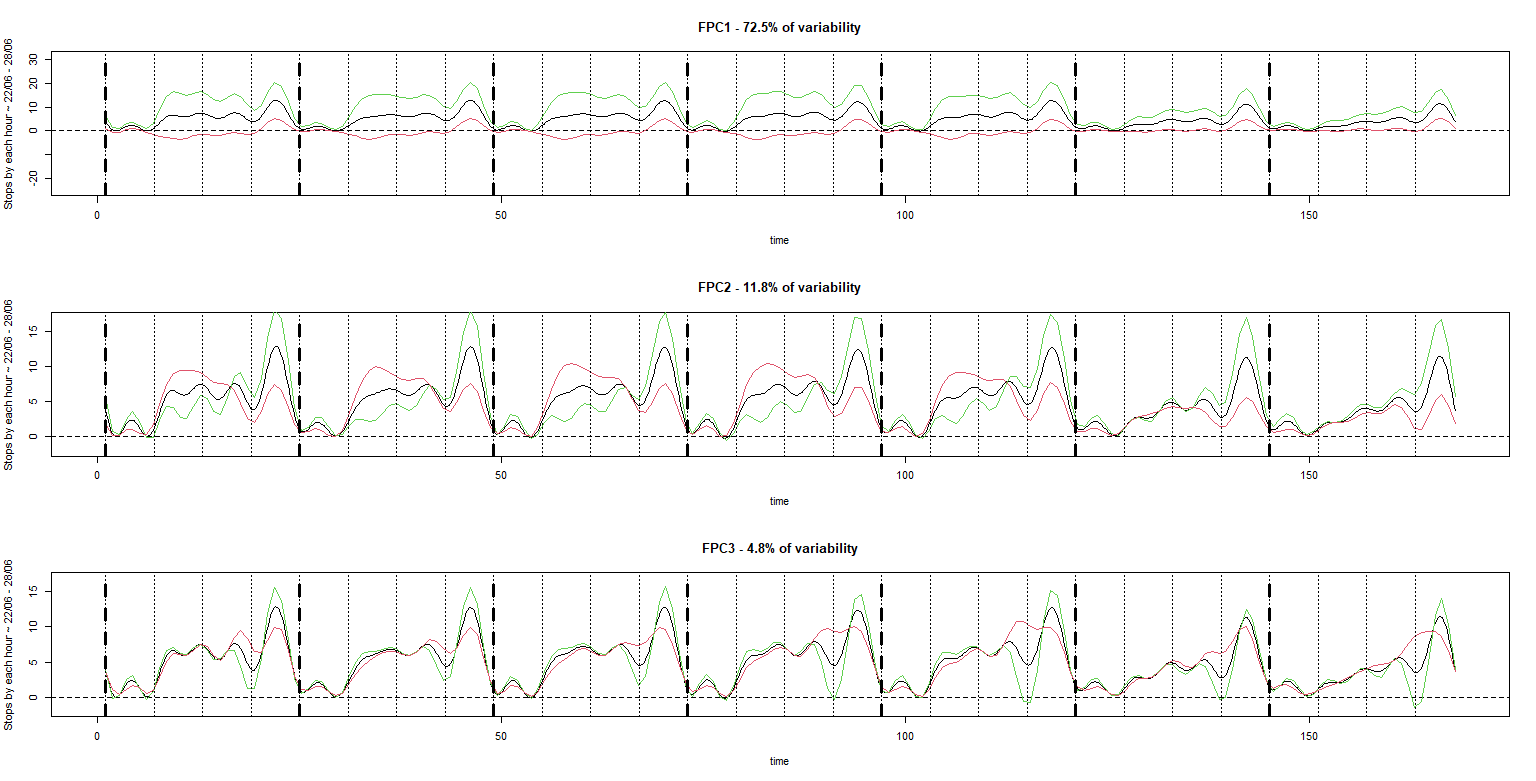 FPC1 - 72.5% of variability
Stops by each hour ~ 22/06 - 28/06
30
20
10
0
-20
0
50
100
150
time
FPC2 - 11.8% of variability
Stops by each hour ~ 22/06 - 28/06
15
10
5
0
0
50
100
150
time
FPC3 - 4.8% of variability
Stops by each hour ~ 22/06 - 28/06
15
10
5
0
0
50
100
150
time